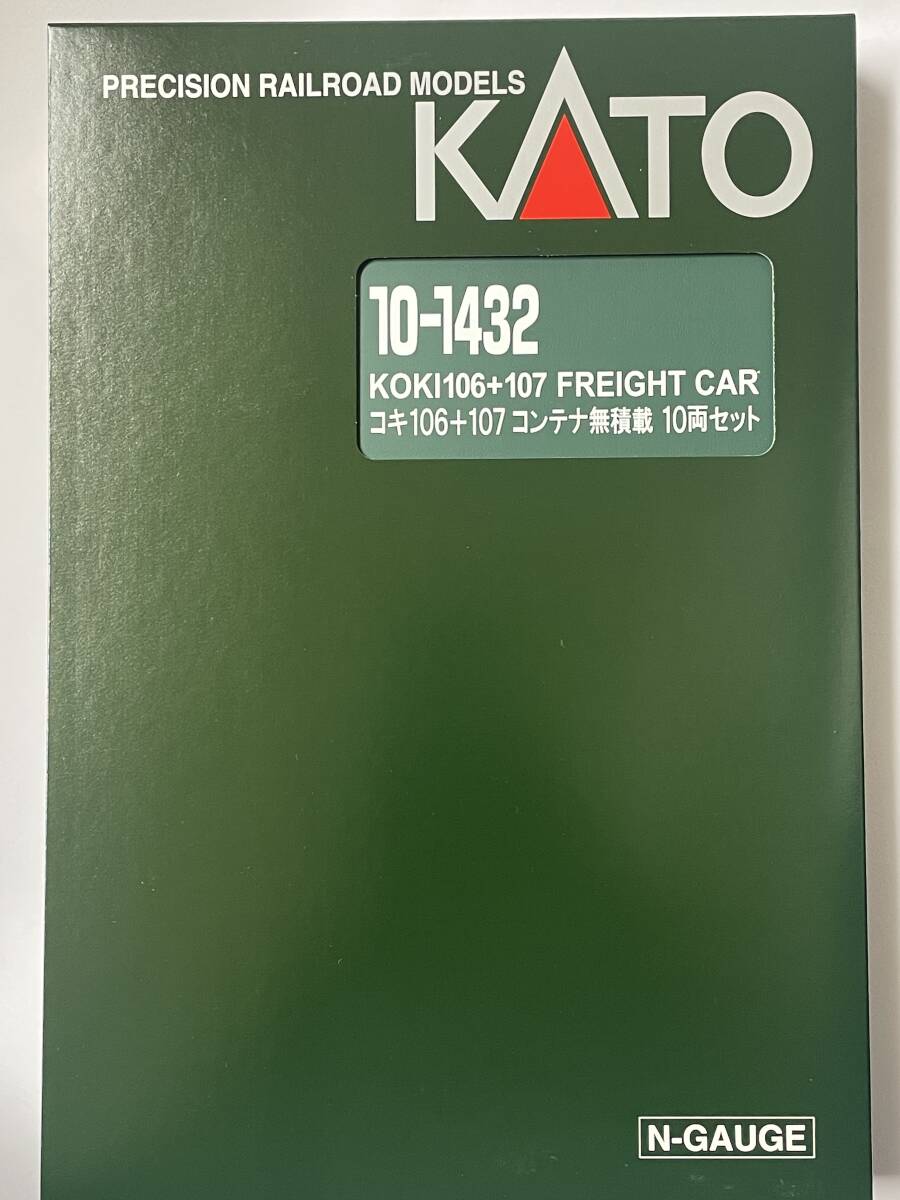 PRECISION RAILROAD MODELS
KATO
10-1432
KOKI106+107 FREIGHT CAR
コキ106+107 コンテナ無積載 10両セット
N-GAUGE